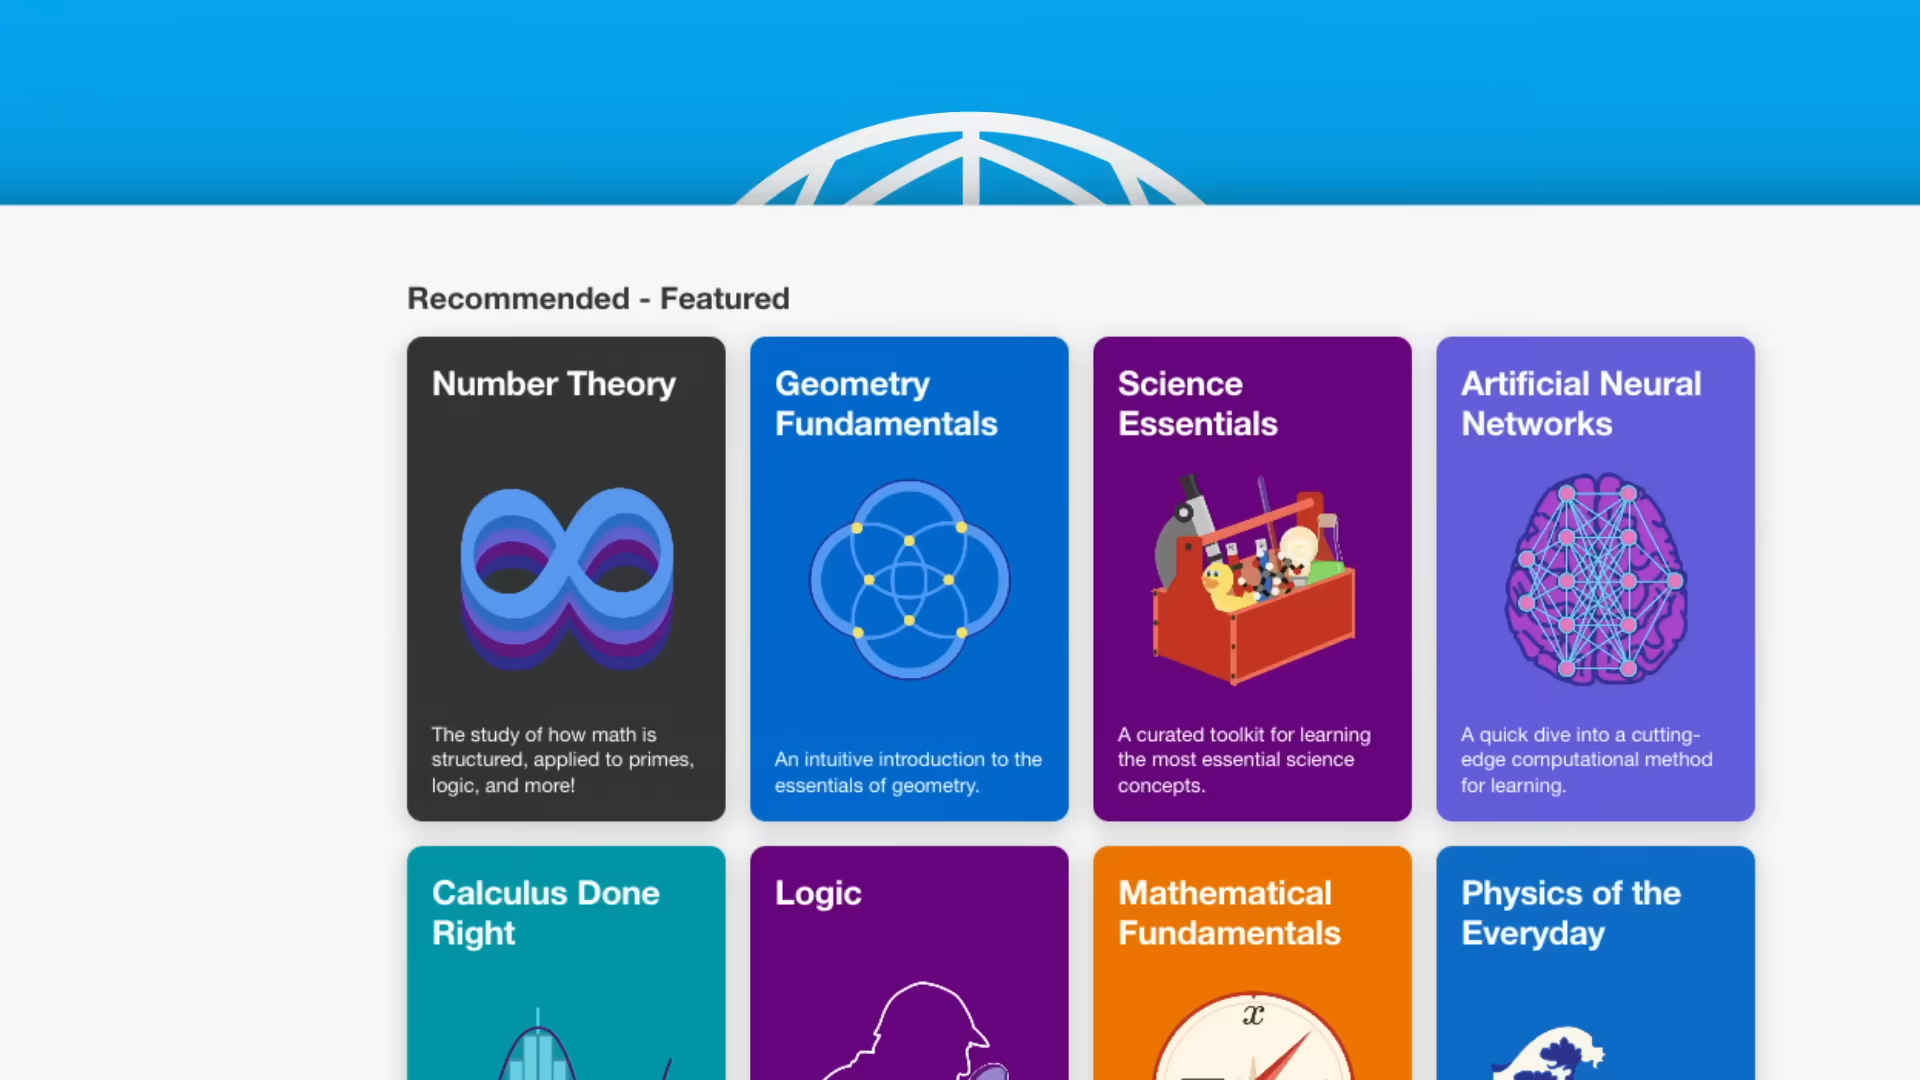 Recommended - Featured
Number Theory
The study of how math is
structured, applied to primes,
logic, and more!
Geometry
Fundamentals
An intuitive introduction to the
essentials of geometry.
Science
Essentials
A curated toolkit for learning
the most essential science
concepts.
Artificial Neural
Networks
A quick dive into a cutting-
edge computational method
for learning.
Calculus Done
Right
Logic
Mathematical
Fundamentals
x
Physics of the
Everyday